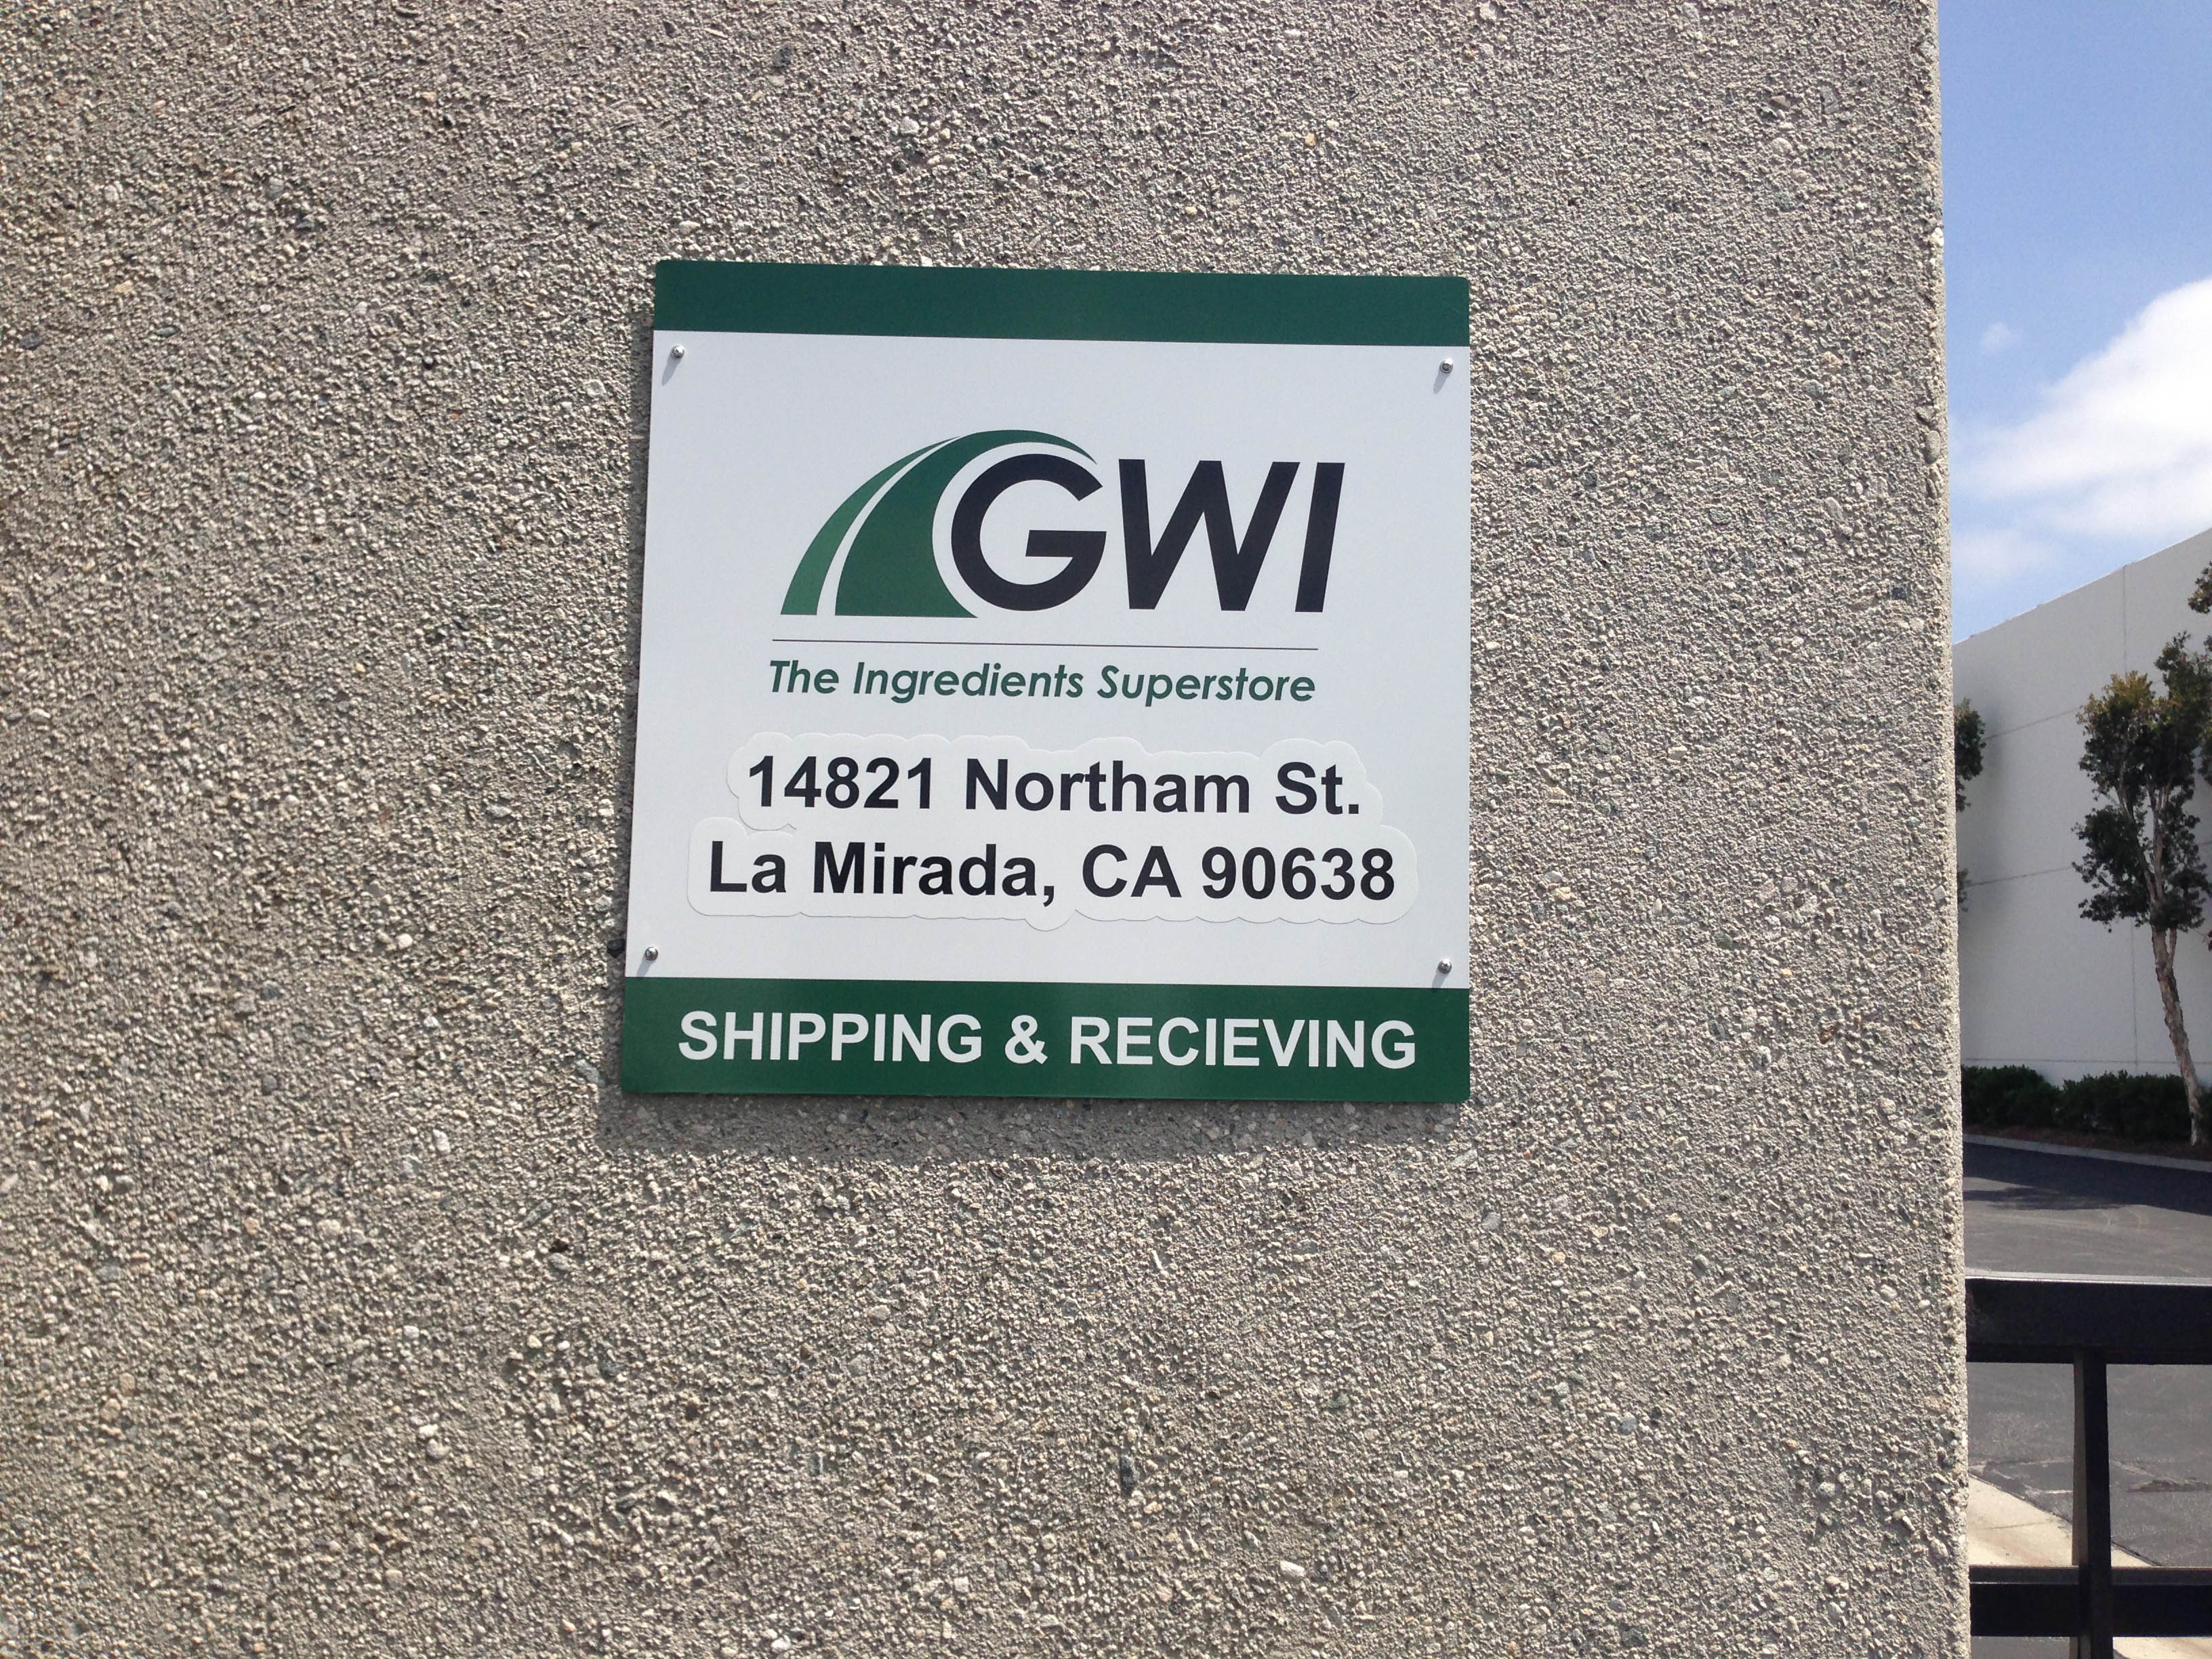 GWI
The Ingredients Superstore
14821 Northam St.
La Mirada, CA 90638
SHIPPING & RECIEVING